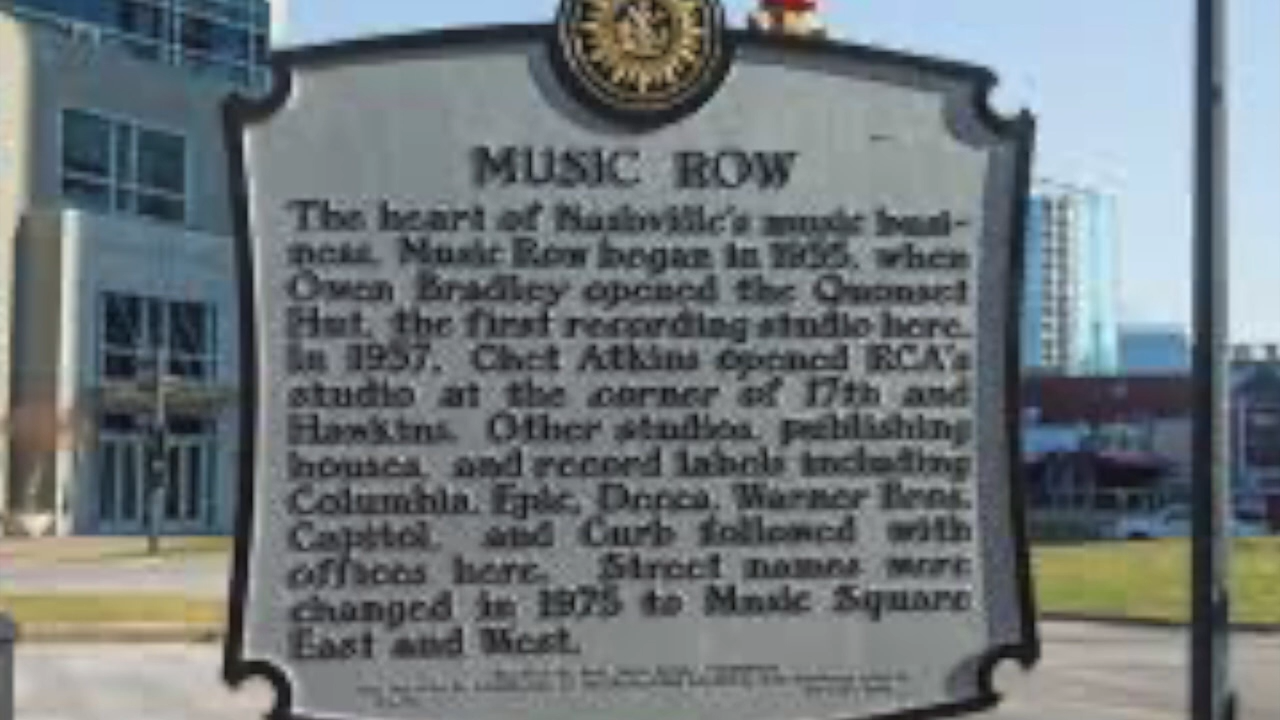 MUSIC ROW
The heart of Nashville's music busi-
ness, Music Row began in 1955, when
Owen Bradley opened the Quonset
Hut, the first recording studio here.
In 1957, Chet Atkins opened RCA's
studio at the corner of 17th and
Hawkins. Other studios, publishing
houses, and record labels including
Columbia, Epic, Decca, Warner Bros.
Capitol, and Curb followed with
offices here. Street names were
changed in 1975 to Music Square
East and West.